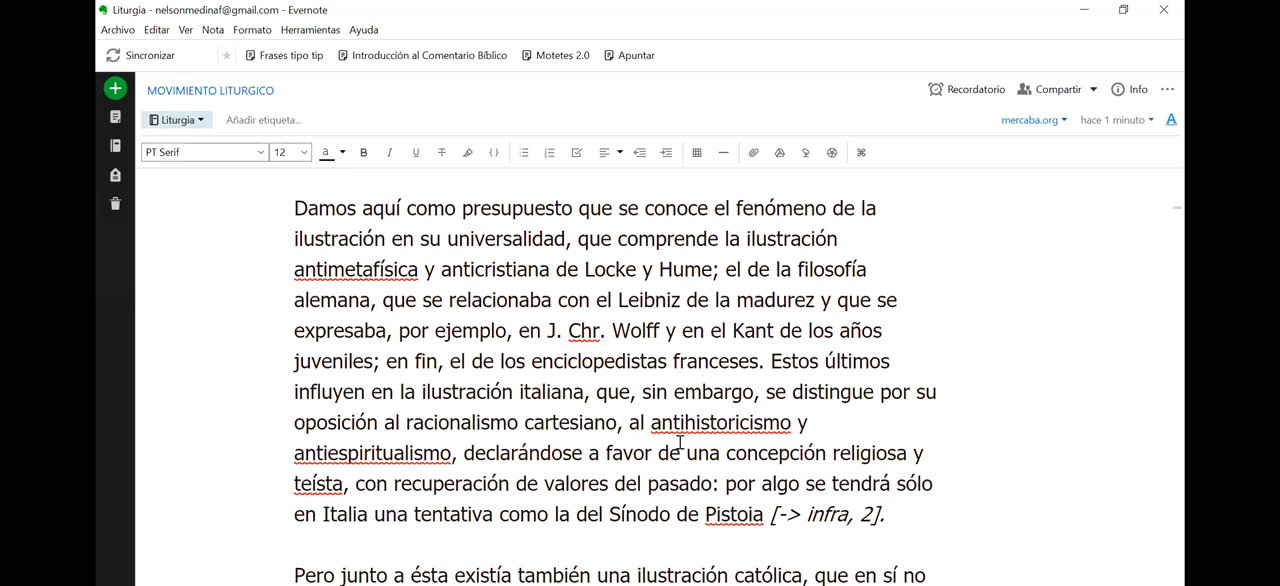 Liturgia - nelsonmedinaf@gmail.com - Evernote
Archivo Editar Ver Nota Formato Herramientas Ayuda
Sincronizar Frases tipo tip Introducción al Comentario Bíblico Motetes 2.0 Apuntar
MOVIMIENTO LITURGICO Recordatorio Compartir Info
Liturgia Añadir etiqueta... mercaba.org hace 1 minuto
PT Serif 12
Damos aquí como presupuesto que se conoce el fenómeno de la
ilustración en su universalidad, que comprende la ilustración
antimetafísica y anticristiana de Locke y Hume; el de la filosofía
alemana, que se relacionaba con el Leibniz de la madurez y que se
expresaba, por ejemplo, en J. Chr. Wolff y en el Kant de los años
juveniles; en fin, el de los enciclopedistas franceses. Estos últimos
influyen en la ilustración italiana, que, sin embargo, se distingue por su
oposición al racionalismo cartesiano, al antihistoricismo y
antiespiritualismo, declarándose a favor de una concepción religiosa y
teísta, con recuperación de valores del pasado: por algo se tendrá sólo
en Italia una tentativa como la del Sínodo de Pistoia [-> infra, 2].
Pero junto a ésta existía también una ilustración católica, que en sí no